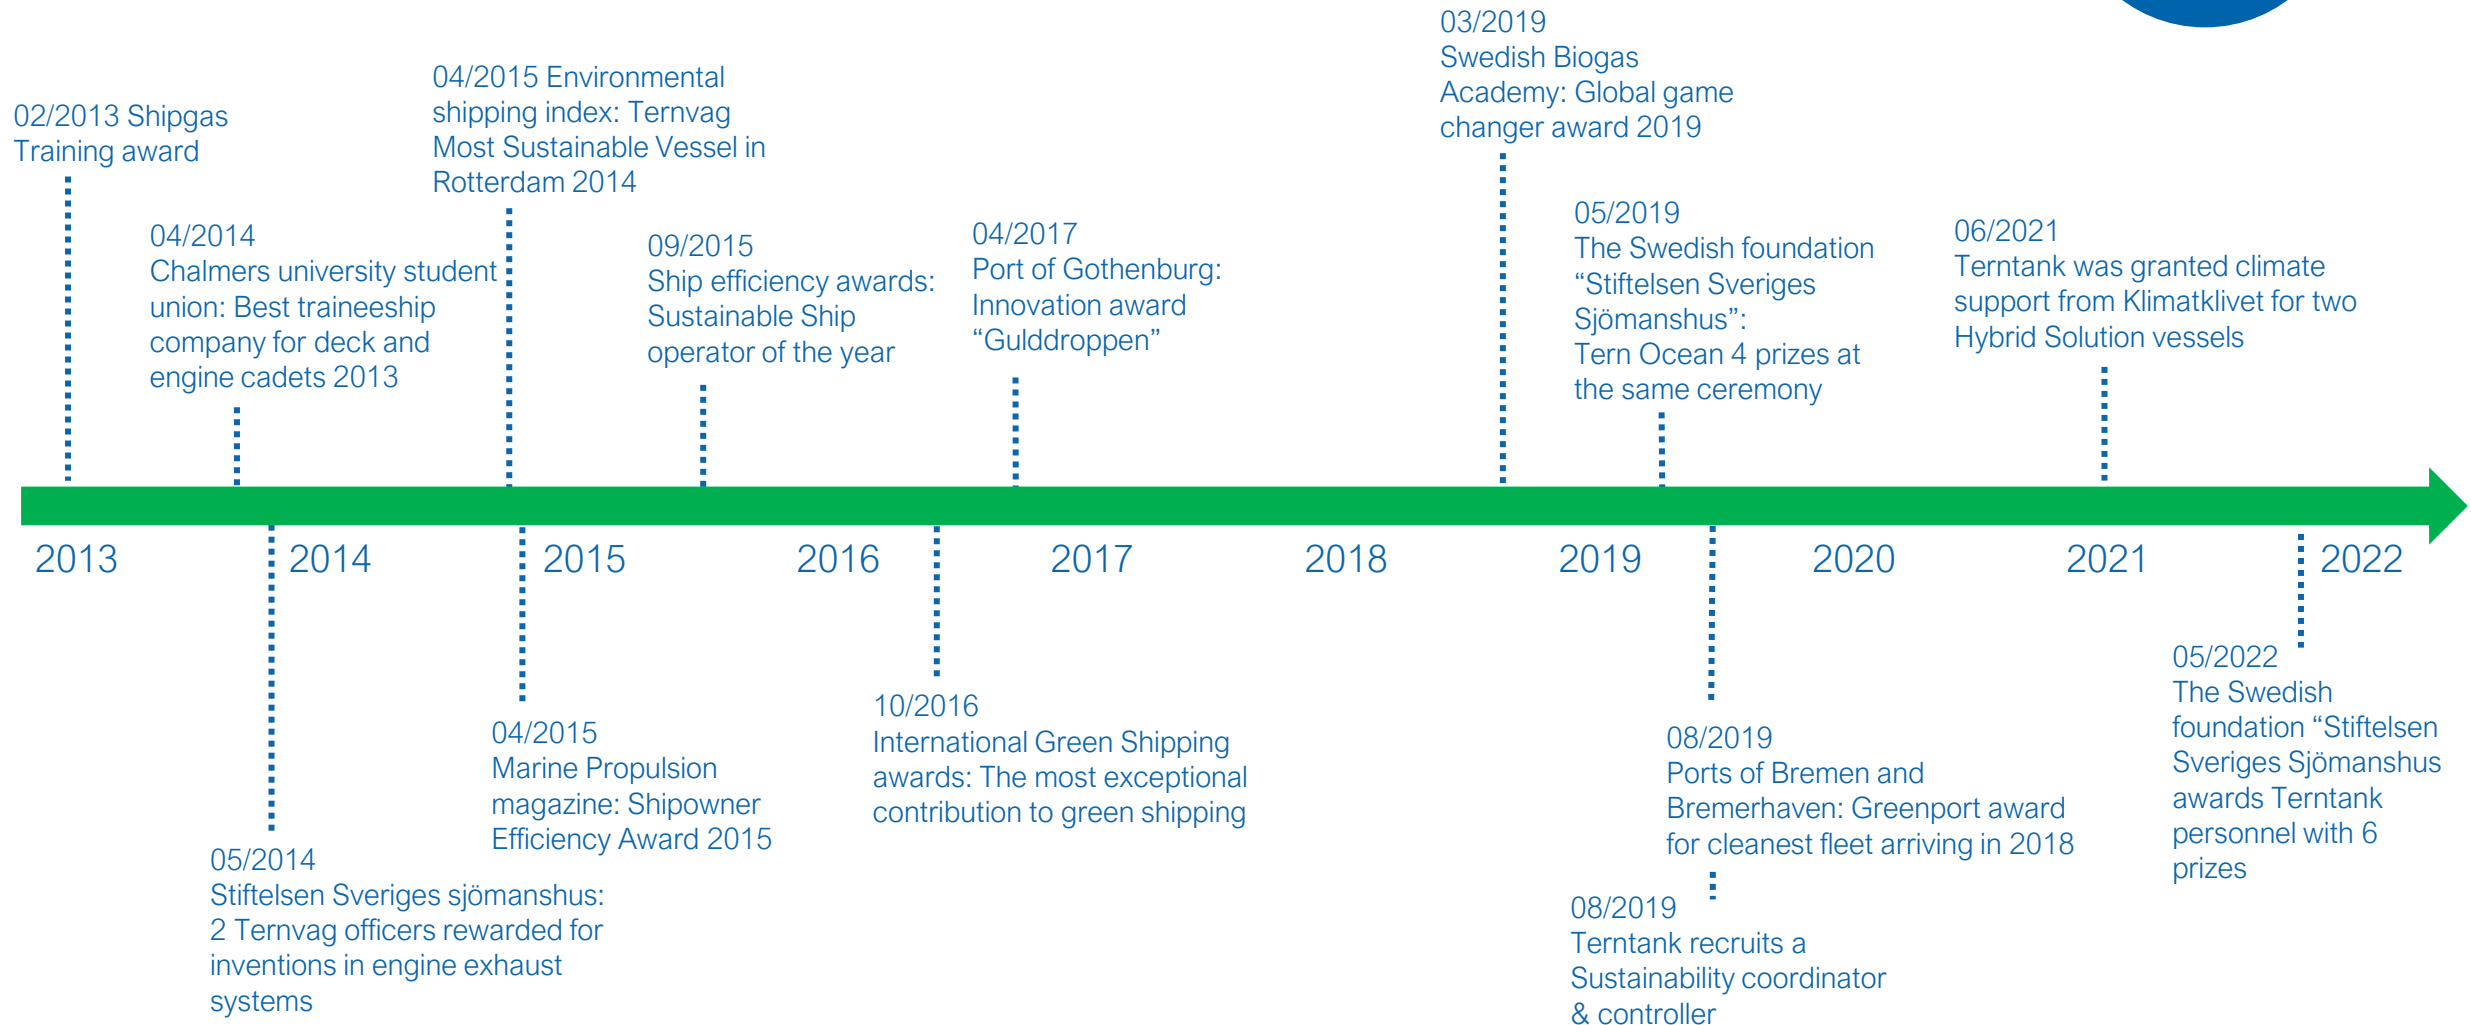 02/2013 Shipgas
Training award
04/2014
Chalmers university student
union: Best traineeship
company for deck and
engine cadets 2013
04/2015 Environmental
shipping index: Ternvag
Most Sustainable Vessel in
Rotterdam 2014
09/2015
Ship efficiency awards:
Sustainable Ship
operator of the year
04/2017
Port of Gothenburg:
Innovation award
“Gulddroppen”
03/2019
Swedish Biogas
Academy: Global game
changer award 2019
05/2019
The Swedish foundation
“Stiftelsen Sveriges
Sjömanshus”:
Tern Ocean 4 prizes at
the same ceremony
06/2021
Terntank was granted climate
support from Klimatklivet for two
Hybrid Solution vessels
2013 2014 2015 2016 2017 2018 2019 2020 2021 2022
05/2014
Stiftelsen Sveriges sjömanshus:
2 Ternvag officers rewarded for
inventions in engine exhaust
systems
04/2015
Marine Propulsion
magazine: Shipowner
Efficiency Award 2015
10/2016
International Green Shipping
awards: The most exceptional
contribution to green shipping
08/2019
Ports of Bremen and
Bremerhaven: Greenport award
for cleanest fleet arriving in 2018
08/2019
Terntank recruits a
Sustainability coordinator
& controller
05/2022
The Swedish
foundation “Stiftelsen
Sveriges Sjömanshus
awards Terntank
personnel with 6
prizes